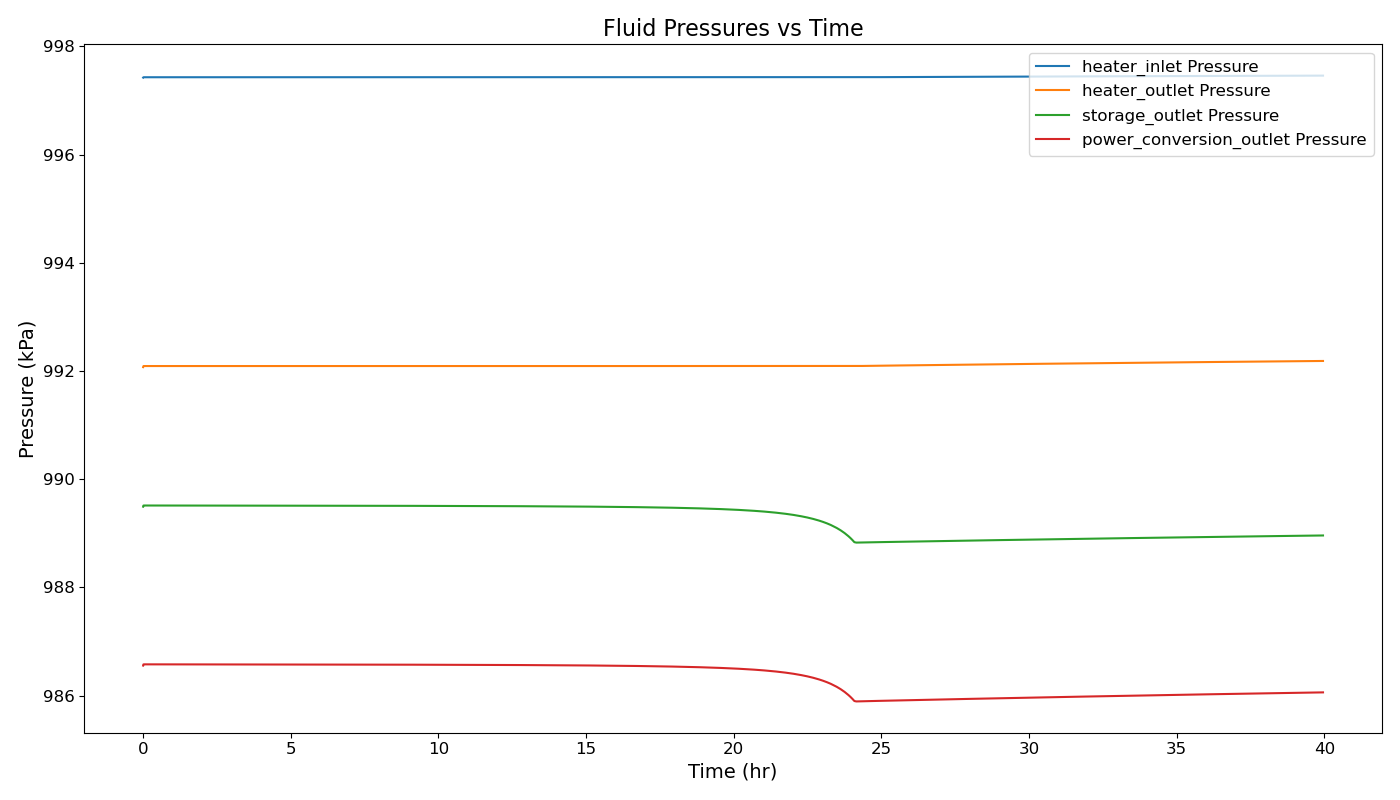 Fluid Pressures vs Time
998
996
994
992
990
988
986
Pressure (kPa)
heater_inlet Pressure
heater_outlet Pressure
storage_outlet Pressure
power_conversion_outlet Pressure
0 5 10 15 20 25 30 35 40
Time (hr)